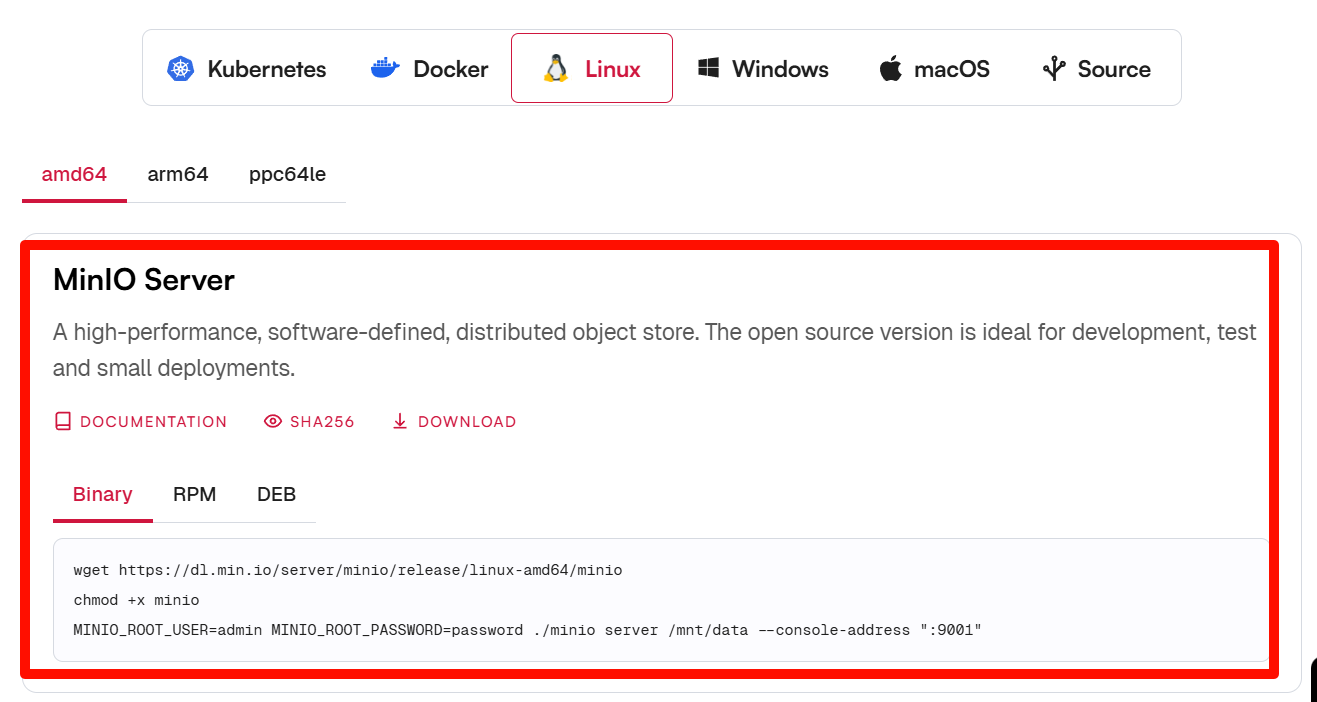 Kubernetes Docker Linux Windows macOS Source
amd64 arm64 ppc64le
MinIO Server
A high-performance, software-defined, distributed object store. The open source version is ideal for development, test
and small deployments.
DOCUMENTATION SHA256 DOWNLOAD
Binary RPM DEB
wget https://dl.min.io/server/minio/release/linux-amd64/minio
chmod +x minio
MINIO_ROOT_USER=admin MINIO_ROOT_PASSWORD=password ./minio server /mnt/data --console-address ":9001"